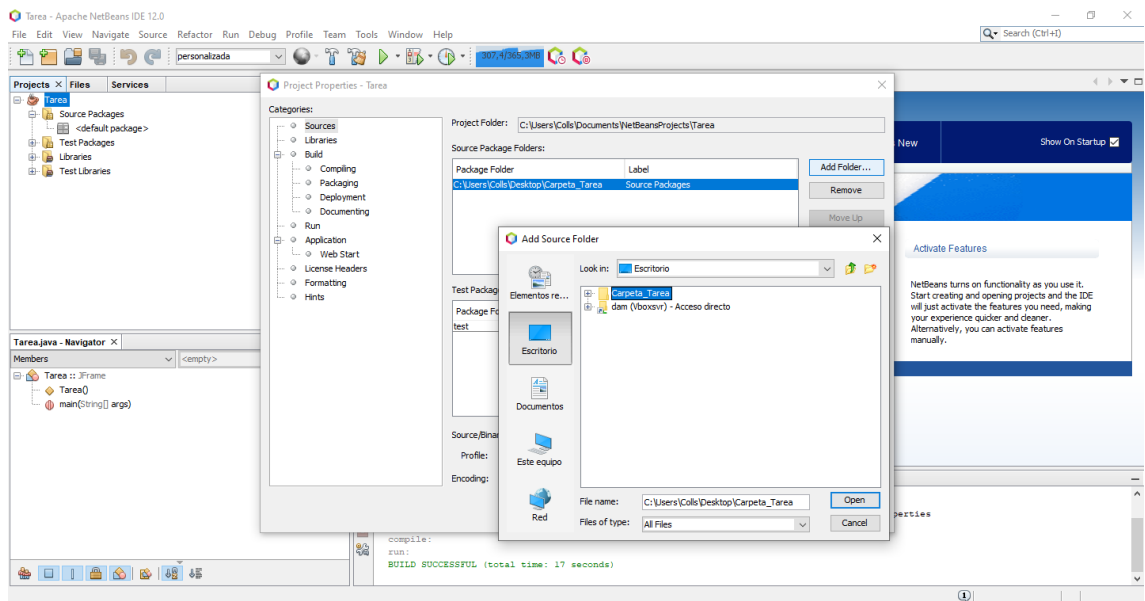 Tarea - Apache NetBeans IDE 12.0
File Edit View Navigate Source Refactor Run Debug Profile Team Tools Window Help
Search (Ctrl+I)
personalizada
307,4/365,3MB
Projects Files Services
Tarea
Source Packages
<default package>
Test Packages
Libraries
Test Libraries
Tarea.java - Navigator
Members
<empty>
Tarea :: JFrame
Tarea()
main(String[] args)
Project Properties - Tarea
Categories:
Sources
Libraries
Build
Compiling
Packaging
Deployment
Documenting
Run
Application
Web Start
License Headers
Formatting
Hints
Project Folder: C:\Users\Colls\Documents\NetBeansProjects\Tarea
Source Package Folders:
Package Folder Label
C:\Users\Colls\Desktop\Carpeta_Tarea Source Packages
Add Folder...
Remove
Move Up
Test Packag
Package Fo
test
Source/Binar
Profile:
Encoding:
Add Source Folder
Look in: Escritorio
Elementos re...
Escritorio
Documentos
Este equipo
Red
Carpeta_Tarea
dam (Vboxsvr) - Acceso directo
File name: C:\Users\Colls\Desktop\Carpeta_Tarea
Open
Files of type: All Files
Cancel
New
Show On Startup
Activate Features
NetBeans turns on functionality as you use it.
Start creating and opening projects and the IDE
will just activate the features you need, making
your experience quicker and cleaner.
Alternatively, you can activate features
manually.
perties
compile:
run:
BUILD SUCCESSFUL (total time: 17 seconds)
1